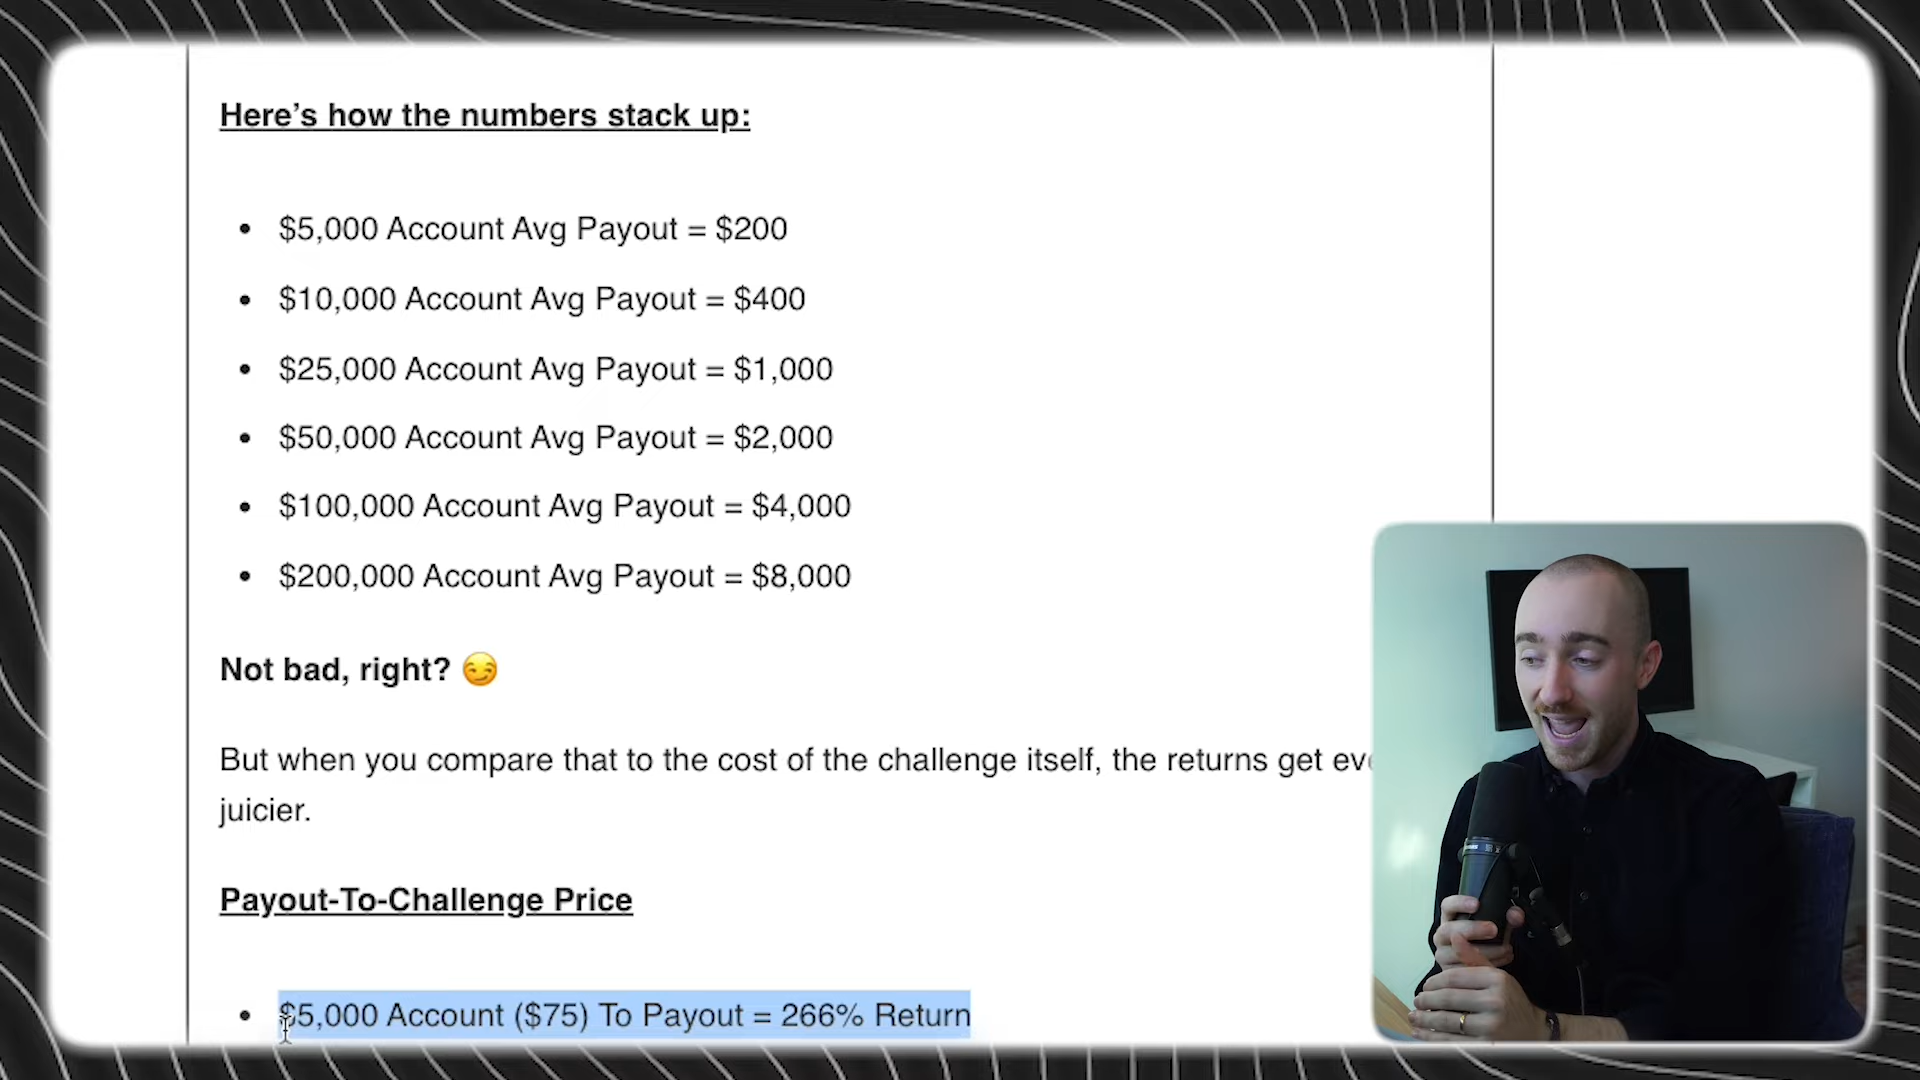 Here’s how the numbers stack up:
• $5,000 Account Avg Payout = $200
• $10,000 Account Avg Payout = $400
• $25,000 Account Avg Payout = $1,000
• $50,000 Account Avg Payout = $2,000
• $100,000 Account Avg Payout = $4,000
• $200,000 Account Avg Payout = $8,000
Not bad, right? 😏
But when you compare that to the cost of the challenge itself, the returns get
juicier.
Payout-To-Challenge Price
• $5,000 Account ($75) To Payout = 266% Return